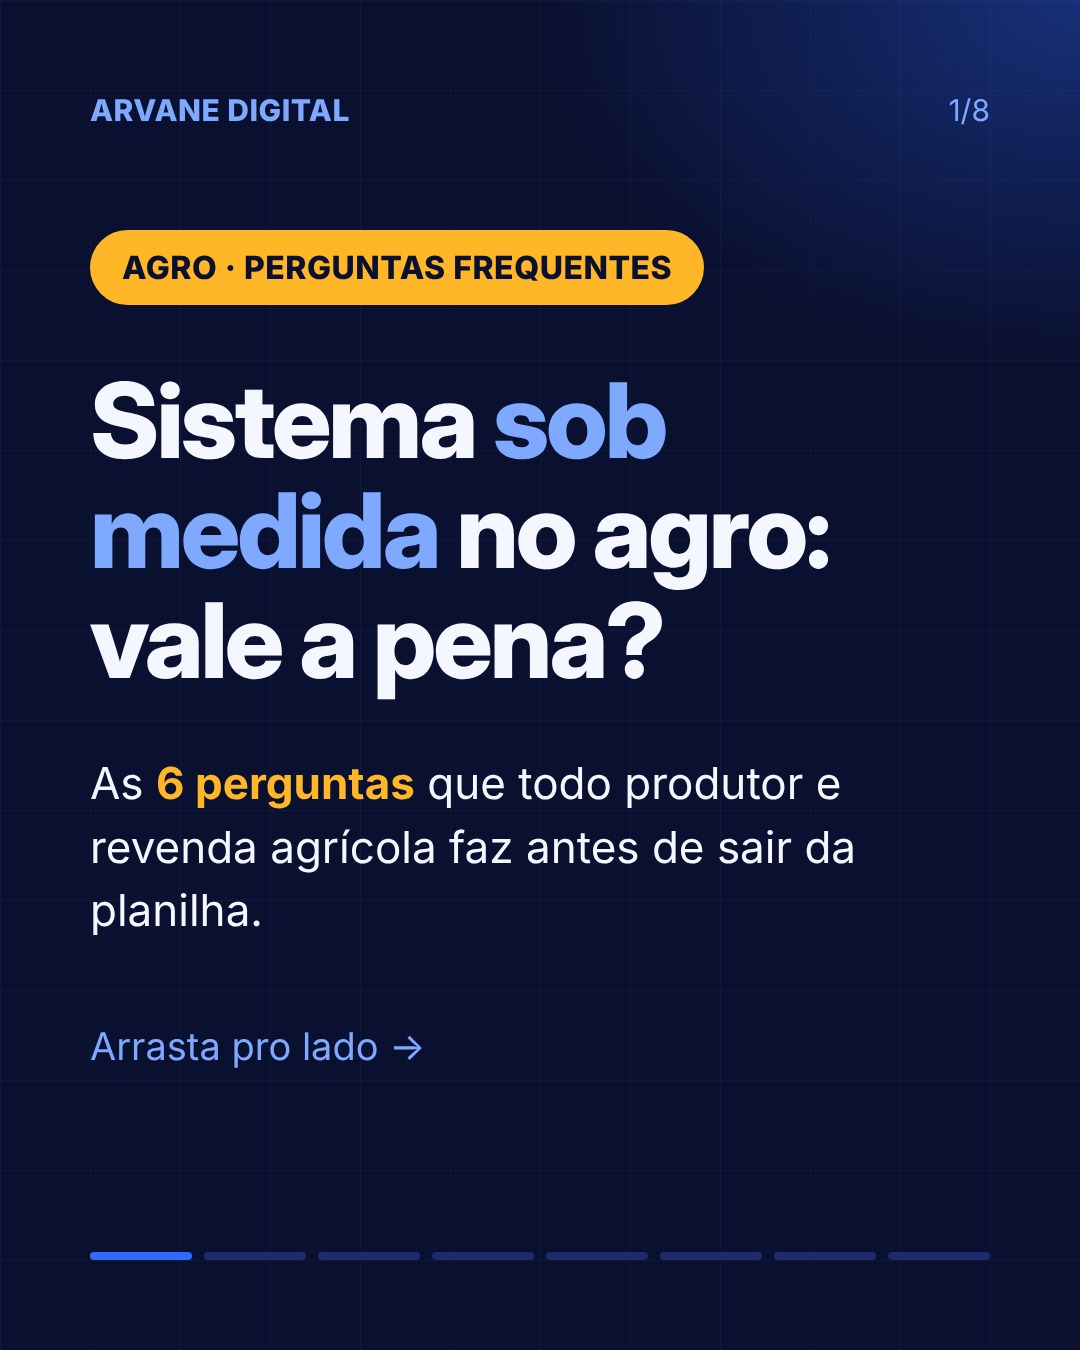 ARVANE DIGITAL
1/8
AGRO · PERGUNTAS FREQUENTES
Sistema sob
medida no agro:
vale a pena?
As 6 perguntas que todo produtor e
revenda agrícola faz antes de sair da
planilha.
Arrasta pro lado →